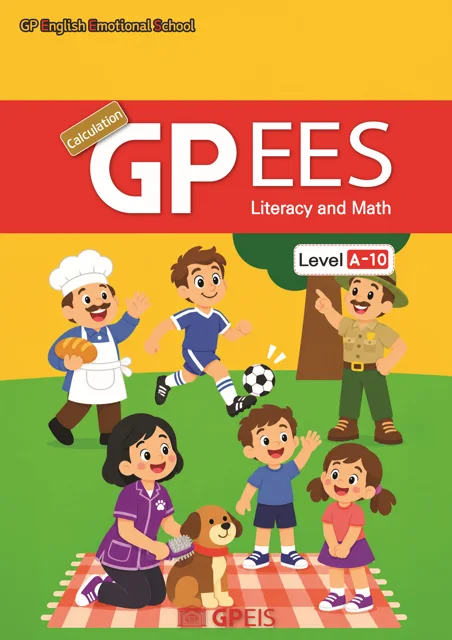 GP English Emotional School
Calculation
GP EES
Literacy and Math
Level A-10
GPEIS